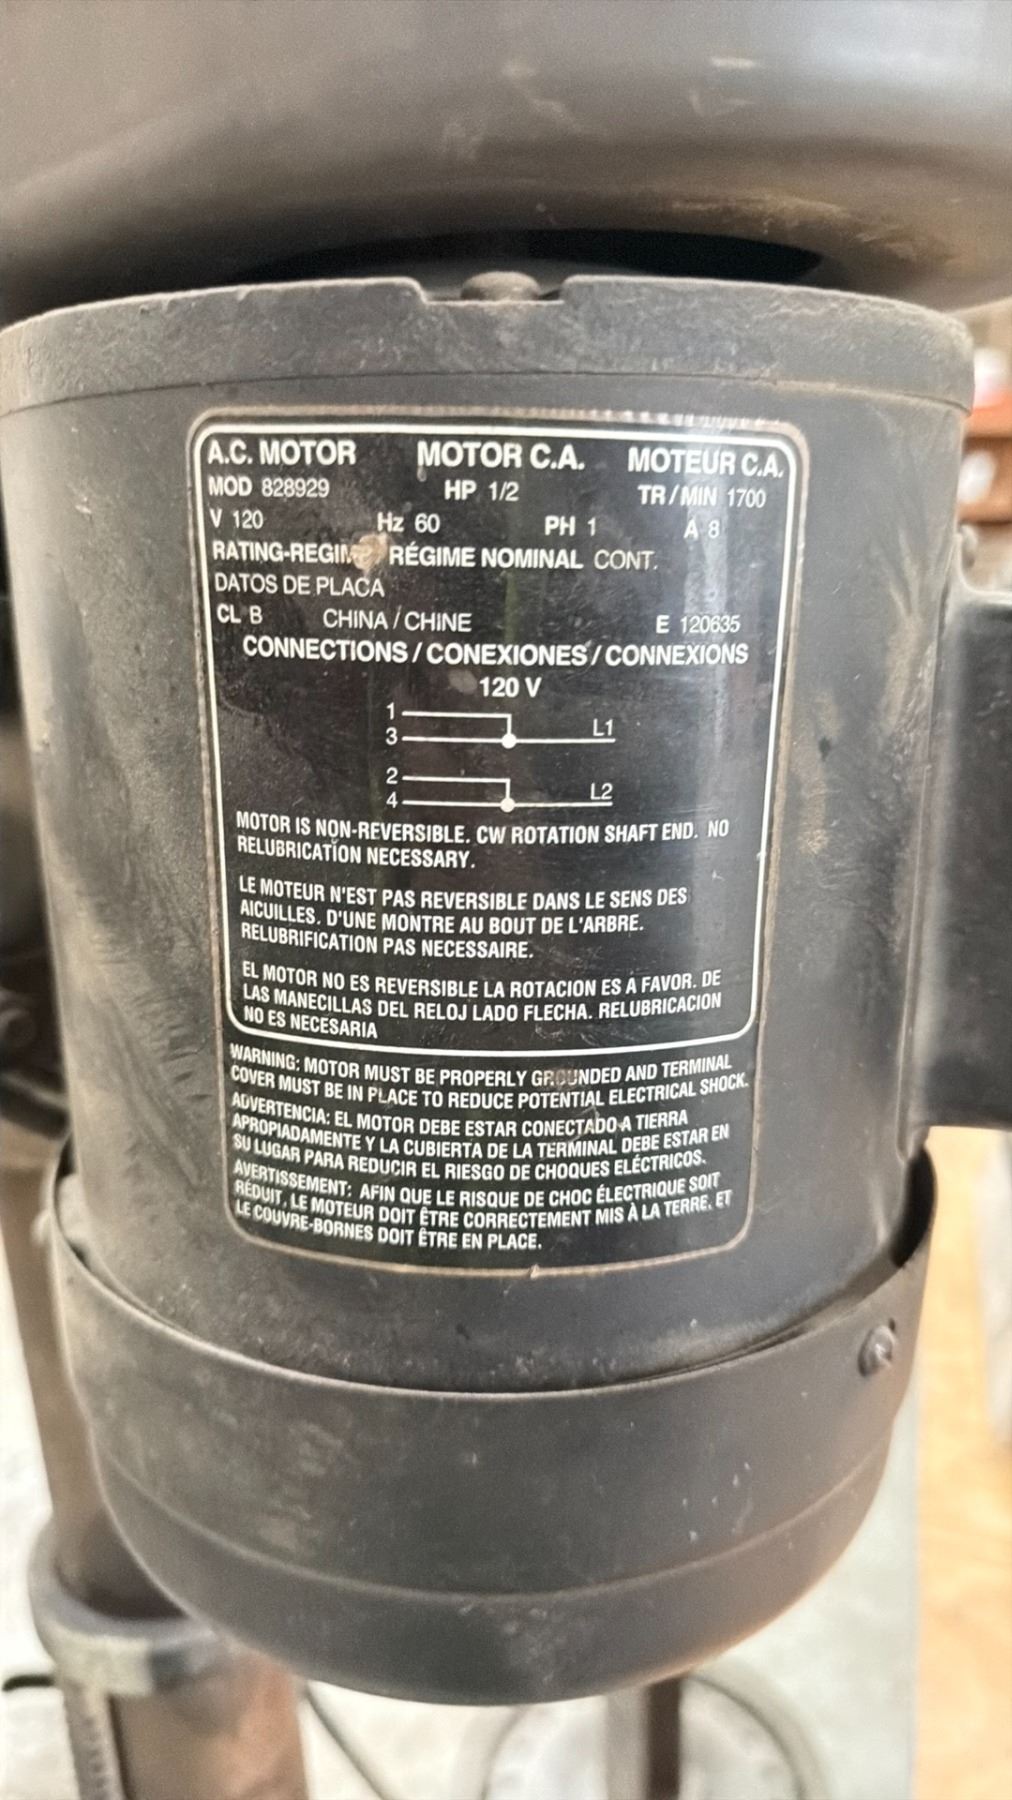 A.C. MOTOR MOTOR C.A. MOTEUR C.A.
MOD 828929 HP 1/2 TR/MIN 1700
V 120 Hz 60 PH 1 A 8
RATING-REGIM RÉGIME NOMINAL CONT.
DATOS DE PLACA
CL B CHINA / CHINE E 120635
CONNECTIONS / CONEXIONES / CONNEXIONS
120 V
1
3 L1
2
4 L2
MOTOR IS NON-REVERSIBLE. CW ROTATION SHAFT END. NO
RELUBRICATION NECESSARY.
LE MOTEUR N'EST PAS REVERSIBLE DANS LE SENS DES
AICUILLES. D'UNE MONTRE AU BOUT DE L'ARBRE.
RELUBRIFICATION PAS NECESSAIRE.
EL MOTOR NO ES REVERSIBLE LA ROTACION ES A FAVOR. DE
LAS MANECILLAS DEL RELOJ LADO FLECHA. RELUBRICACION
NO ES NECESARIA
WARNING: MOTOR MUST BE PROPERLY GROUNDED AND TERMINAL
COVER MUST BE IN PLACE TO REDUCE POTENTIAL ELECTRICAL SHOCK.
ADVERTENCIA: EL MOTOR DEBE ESTAR CONECTADO A TIERRA
APROPIADAMENTE Y LA CUBIERTA DE LA TERMINAL DEBE ESTAR EN
SU LUGAR PARA REDUCIR EL RIESGO DE CHOQUES ELÉCTRICOS.
AVERTISSEMENT: AFIN QUE LE RISQUE DE CHOC ÉLECTRIQUE SOIT
RÉDUIT, LE MOTEUR DOIT ÊTRE CORRECTEMENT MIS À LA TERRE, ET
LE COUVRE-BORNES DOIT ÊTRE EN PLACE.